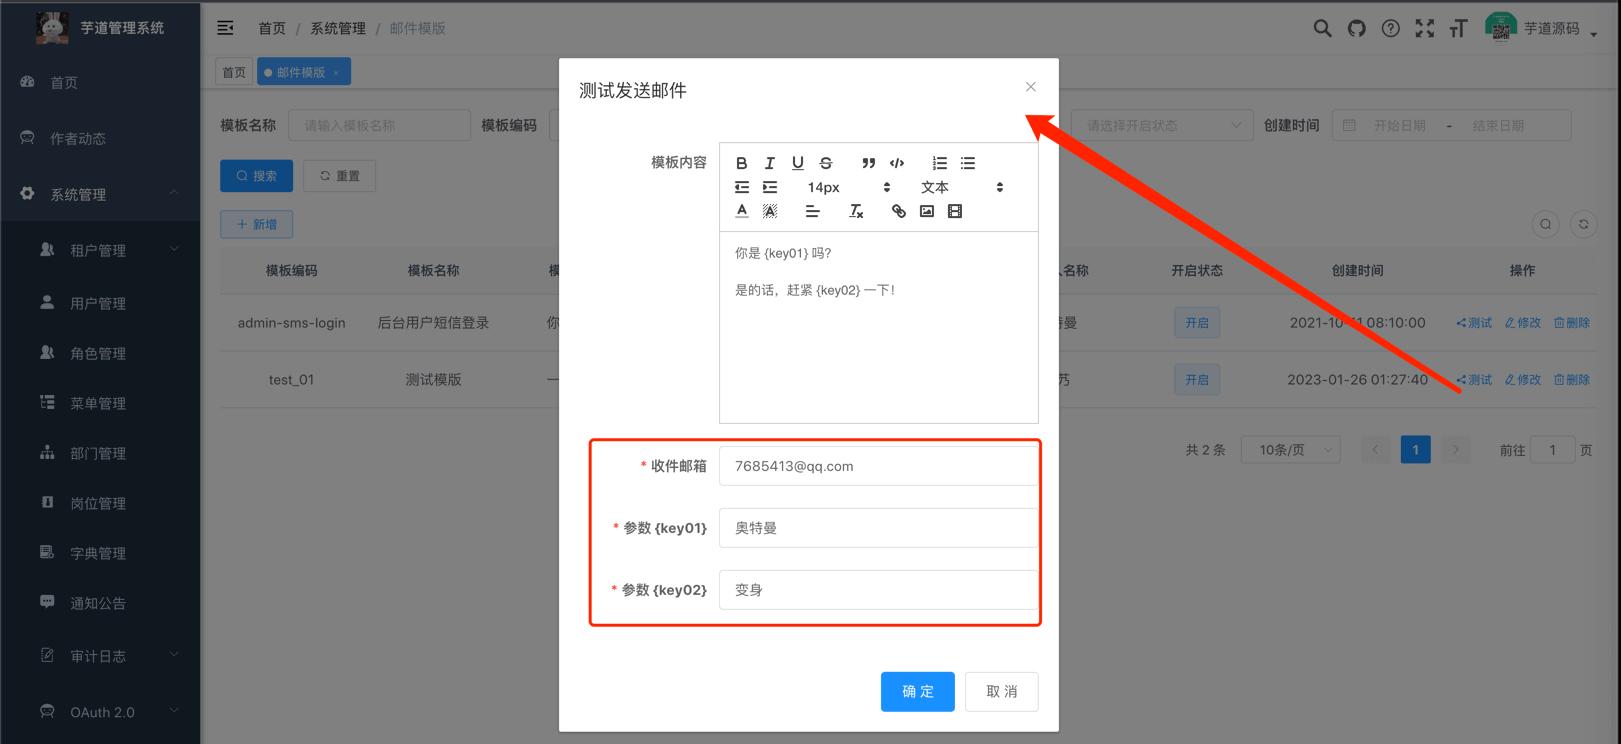 芋道管理系统
首页 / 系统管理 / 邮件模版
芋道源码
首页
作者动态
系统管理
租户管理
用户管理
角色管理
菜单管理
部门管理
岗位管理
字典管理
通知公告
审计日志
OAuth 2.0
首页
邮件模版 ×
模板名称 请输入模板名称
模板编码
请选择开启状态
创建时间 开始日期 - 结束日期
搜索
重置
新增
模板编码 模板名称
名称 开启状态 创建时间 操作
admin-sms-login 后台用户短信登录 你
特曼 开启 2021-10-11 08:10:00 测试 修改 删除
test_01 测试模版 一
开启 2023-01-26 01:27:40 测试 修改 删除
共 2 条 10条/页 1 前往 1 页
测试发送邮件
模板内容
14px 文本
你是 {key01} 吗?
是的话，赶紧 {key02} 一下！
* 收件邮箱 7685413@qq.com
* 参数 {key01} 奥特曼
* 参数 {key02} 变身
确 定
取 消